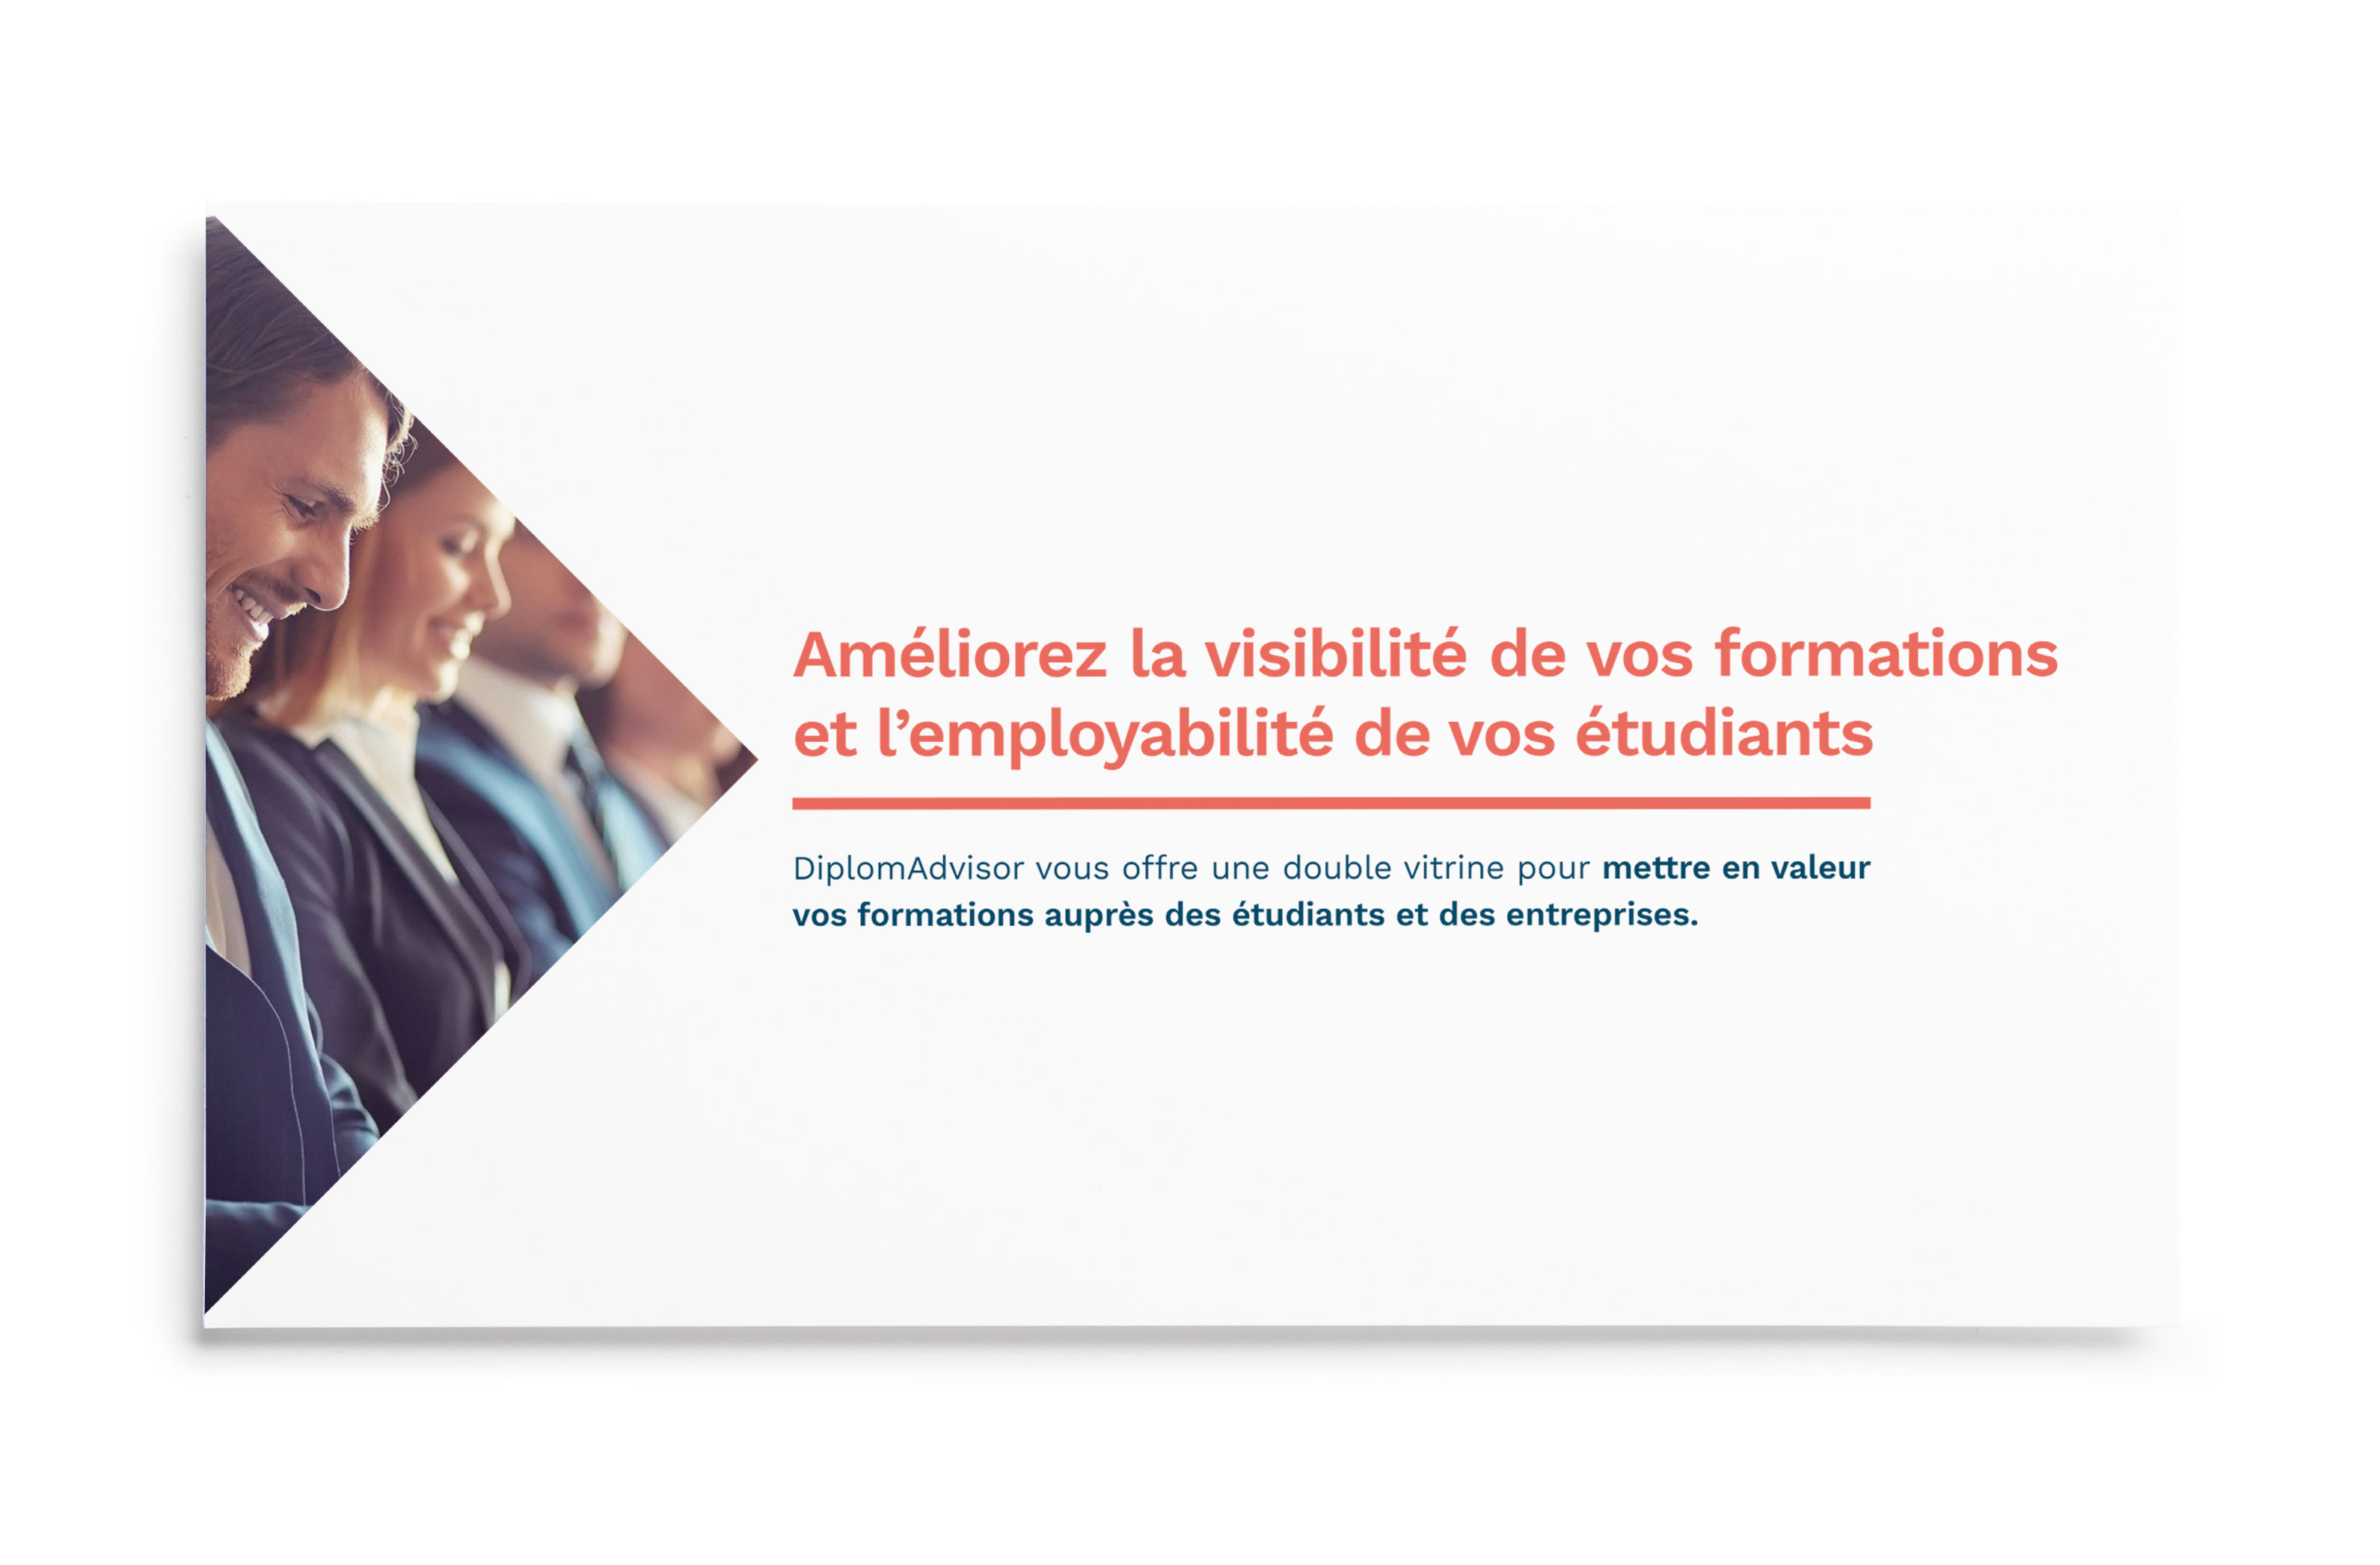 Améliorez la visibilité de vos formations
et l’employabilité de vos étudiants
DiplomAdvisor vous offre une double vitrine pour mettre en valeur
vos formations auprès des étudiants et des entreprises.